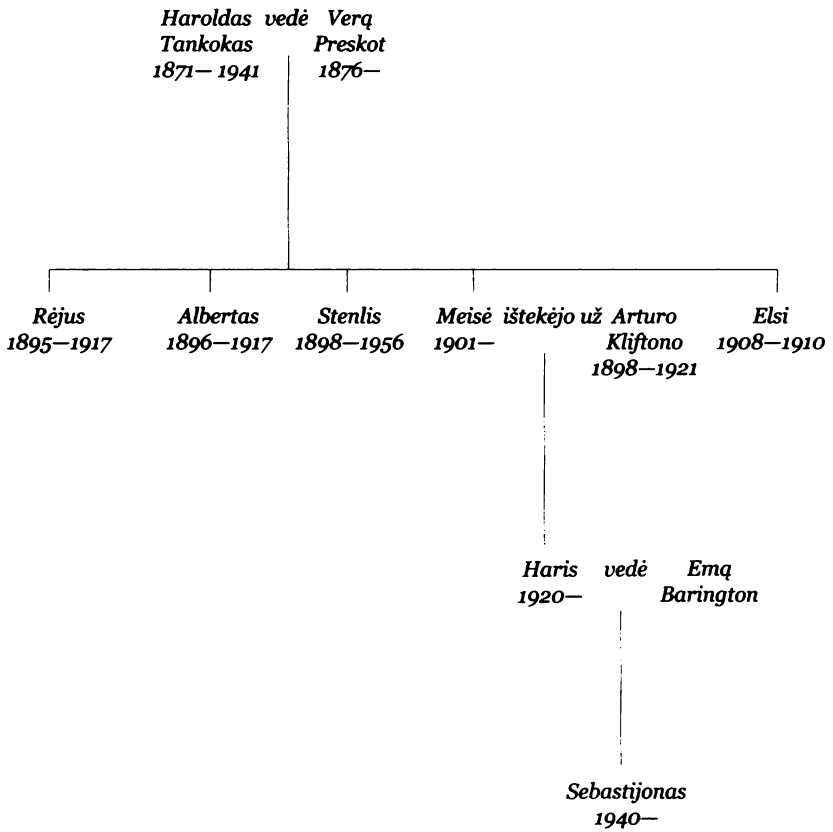 Haroldas vedė Verą
Tankokas Preskot
1871— 1941 1876—
Rėjus Albertas Stenlis Meisė ištekėjo už Arturo Elsi
1895—1917 1896—1917 1898—1956 1901— Kliftono 1908—1910
1898—1921
Haris vedė Emą
1920— Barington
Sebastijonas
1940—